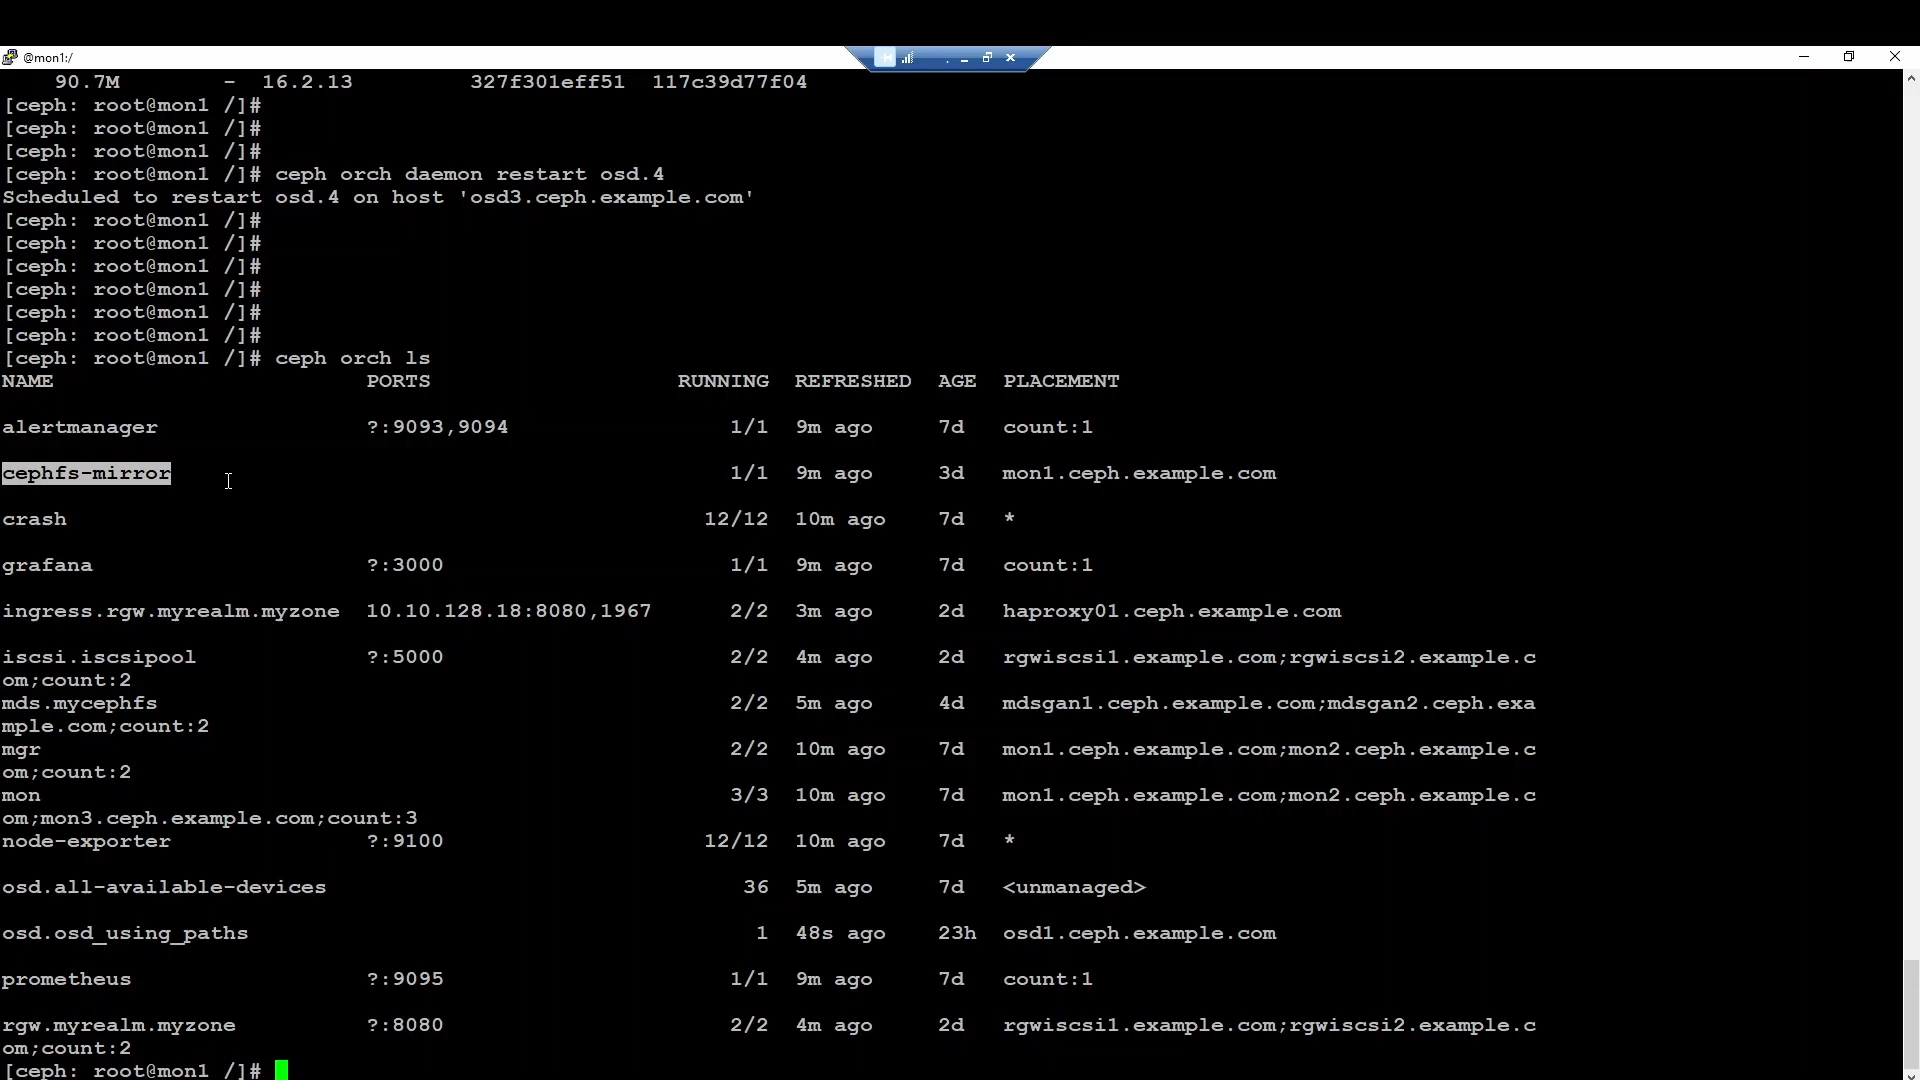 @mon1:/
90.7M - 16.2.13 327f301eff51 117c39d77f04
[ceph: root@mon1 /]#
[ceph: root@mon1 /]#
[ceph: root@mon1 /]#
[ceph: root@mon1 /]# ceph orch daemon restart osd.4
Scheduled to restart osd.4 on host 'osd3.ceph.example.com'
[ceph: root@mon1 /]#
[ceph: root@mon1 /]#
[ceph: root@mon1 /]#
[ceph: root@mon1 /]#
[ceph: root@mon1 /]#
[ceph: root@mon1 /]#
[ceph: root@mon1 /]# ceph orch ls
NAME PORTS RUNNING REFRESHED AGE PLACEMENT
alertmanager ?:9093,9094 1/1 9m ago 7d count:1
cephfs-mirror 1/1 9m ago 3d mon1.ceph.example.com
crash 12/12 10m ago 7d *
grafana ?:3000 1/1 9m ago 7d count:1
ingress.rgw.myrealm.myzone 10.10.128.18:8080,1967 2/2 3m ago 2d haproxy01.ceph.example.com
iscsi.iscsipool ?:5000 2/2 4m ago 2d rgwiscsi1.example.com;rgwiscsi2.example.c
om;count:2
mds.mycephfs 2/2 5m ago 4d mdsgan1.ceph.example.com;mdsgan2.ceph.exa
mple.com;count:2
mgr 2/2 10m ago 7d mon1.ceph.example.com;mon2.ceph.example.c
om;count:2
mon 3/3 10m ago 7d mon1.ceph.example.com;mon2.ceph.example.c
om;mon3.ceph.example.com;count:3
node-exporter ?:9100 12/12 10m ago 7d *
osd.all-available-devices 36 5m ago 7d <unmanaged>
osd.osd_using_paths 1 48s ago 23h osd1.ceph.example.com
prometheus ?:9095 1/1 9m ago 7d count:1
rgw.myrealm.myzone ?:8080 2/2 4m ago 2d rgwiscsi1.example.com;rgwiscsi2.example.c
om;count:2
[ceph: root@mon1 /]#